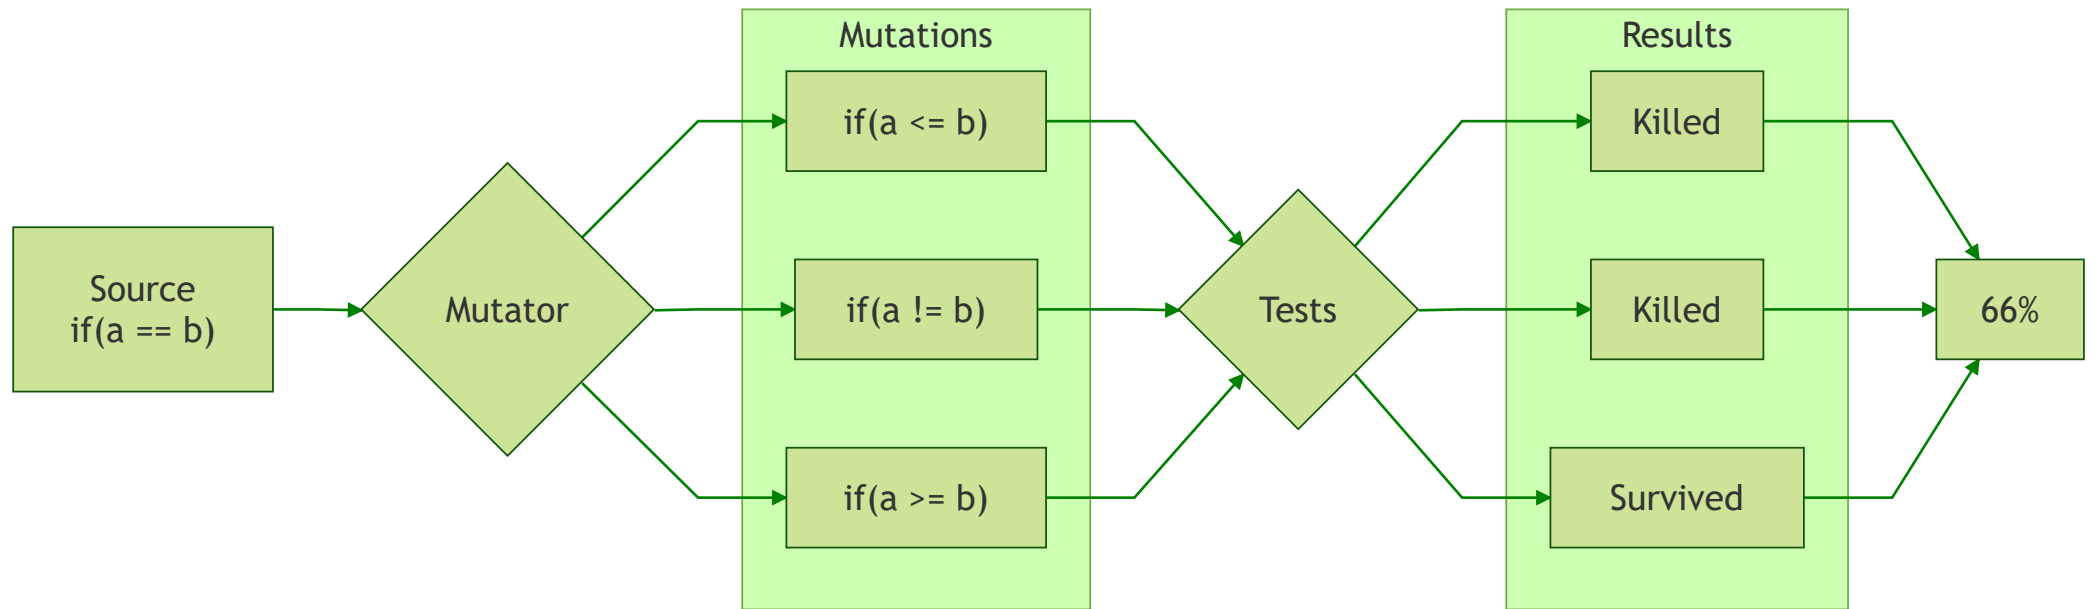 Source
if(a == b)
Mutator
Mutations
if(a <= b)
if(a != b)
if(a >= b)
Tests
Results
Killed
Killed
Survived
66%